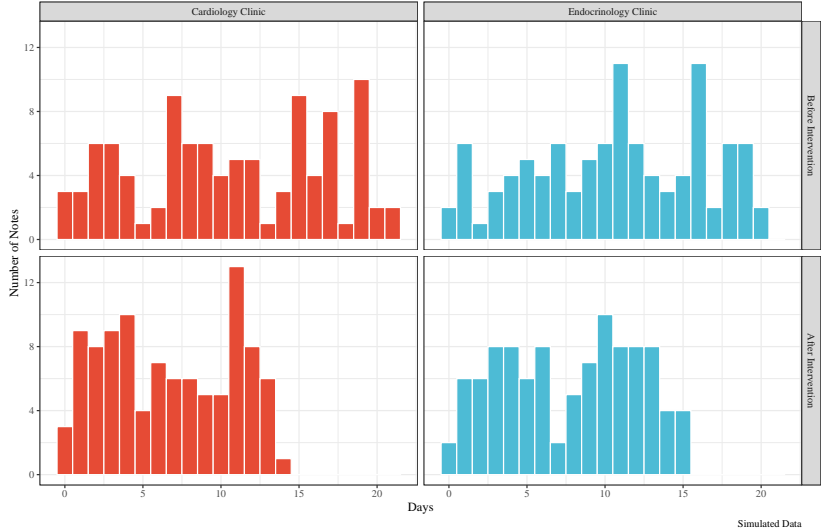 Cardiology Clinic
Endocrinology Clinic
12
8
4
0
Before Intervention
Number of Notes
12
8
4
0
After Intervention
0 5 10 15 20
0 5 10 15 20
Days
Simulated Data